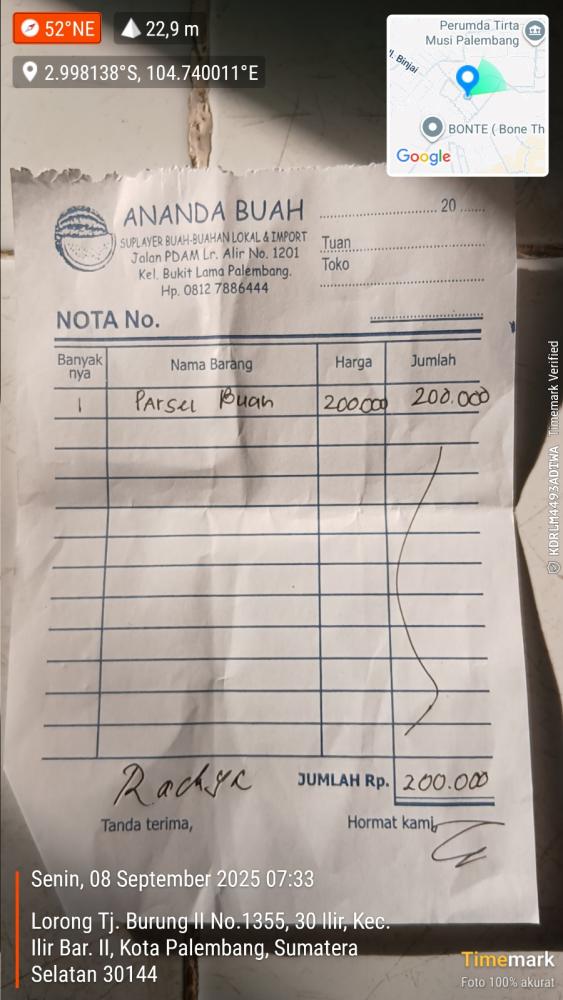 52°NE
22,9 m
2.998138°S, 104.740011°E
Perumda Tirta
Musi Palembang
Jl. Binjai
BONTE ( Bone Th
Google
ANANDA BUAH
SUPLAYER BUAH-BUAHAN LOKAL & IMPORT
Jalan PDAM Lr. Alir No. 1201
Kel. Bukit Lama Palembang.
Hp. 0812 7886444
20
Tuan
Toko
NOTA No.
Banyak nya Nama Barang Harga Jumlah
1 Parsel Buah 200.000 200.000
JUMLAH Rp. 200.000
Tanda terima, Hormat kami,
KDRLM4493ADTWA Timemark Verified
Senin, 08 September 2025 07:33
Lorong Tj. Burung II No.1355, 30 Ilir, Kec.
Ilir Bar. II, Kota Palembang, Sumatera
Selatan 30144
Timemark
Foto 100% akurat